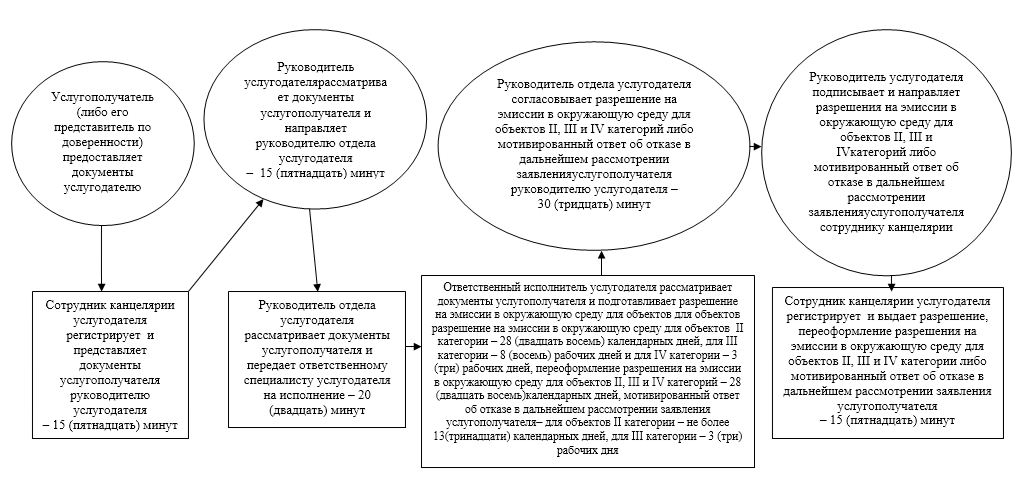 Услугополучатель
(либо его
представитель по
доверенности)
предоставляет
документы
услугодателю
Сотрудник канцелярии
услугодателя
регистрирует и
представляет
документы
услугополучателя
руководителю
услугодателя
– 15 (пятнадцать) минут
Руководитель
услугодателярассматрива
ет документы
услугополучателя и
направляет
руководителю отдела
услугодателя
– 15 (пятнадцать) минут
Руководитель отдела
услугодателя
рассматривает документы
услугополучателя и
передает ответственному
специалисту услугодателя
на исполнение – 20
(двадцать) минут
Ответственный исполнитель услугодателя рассматривает
документы услугополучателя и подготавливает разрешение
на эмиссии в окружающую среду для объектов для объектов
разрешение на эмиссии в окружающую среду для объектов II
категории – 28 (двадцать восемь) календарных дней, для III
категории – 8 (восемь) рабочих дней и для IV категории – 3
(три) рабочих дней, переоформление разрешения на эмиссии
в окружающую среду для объектов II, III и IV категорий – 28
(двадцать восемь)календарных дней, мотивированный ответ
об отказе в дальнейшем рассмотрении заявления
услугополучателя– для объектов II категории – не более
13(тринадцати) календарных дней, для III категории – 3 (три)
рабочих дня
Руководитель отдела услугодателя
согласовывает разрешение на
эмиссии в окружающую среду для
объектов II, III и IV категорий либо
мотивированный ответ об отказе в
дальнейшем рассмотрении
заявленияуслугополучателя
руководителю услугодателя –
30 (тридцать) минут
Руководитель услугодателя
подписывает и направляет
разрешения на эмиссии в
окружающую среду для
объектов II, III и
IVкатегорий либо
мотивированный ответ об
отказе в дальнейшем
рассмотрении
заявленияуслугополучателя
сотруднику канцелярии
Сотрудник канцелярии услугодателя
регистрирует и выдает разрешение,
переоформление разрешения на
эмиссии в окружающую среду для
объектов II, III и IV категории либо
мотивированный ответ об отказе в
дальнейшем рассмотрении заявления
услугополучателя
– 15 (пятнадцать) минут